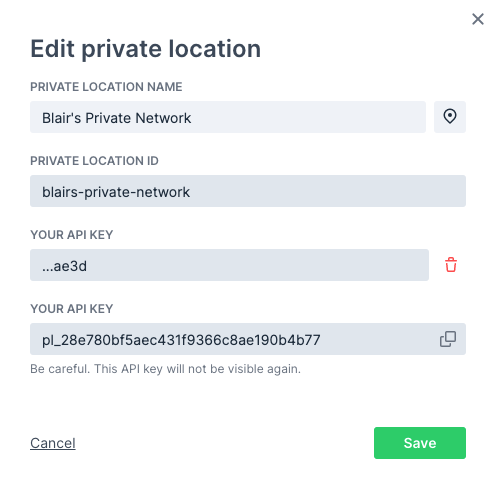 Edit private location
PRIVATE LOCATION NAME
Blair's Private Network
PRIVATE LOCATION ID
blairs-private-network
YOUR API KEY
...ae3d
YOUR API KEY
pl_28e780bf5aec431f9366c8ae190b4b77
Be careful. This API key will not be visible again.
Cancel
Save